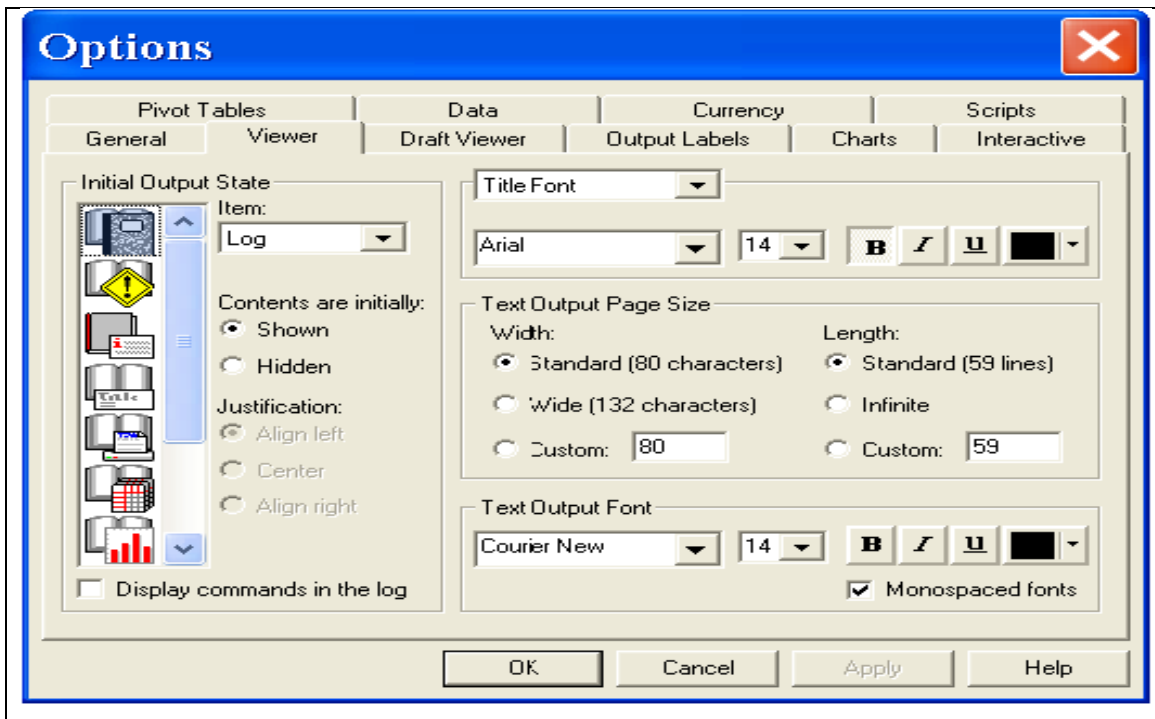 Options
Pivot Tables Data Currency Scripts
General Viewer Draft Viewer Output Labels Charts Interactive
Initial Output State
Item:
Log
Contents are initially:
Shown
Hidden
Justification:
Align left
Center
Align right
Display commands in the log
Title Font
Arial 14 B I u
Text Output Page Size
Width: Length:
Standard (80 characters) Standard (59 lines)
Wide (132 characters) Infinite
Custom: 80 Custom: 59
Text Output Font
Courier New 14 B I u
Monospaced fonts
OK Cancel Apply Help